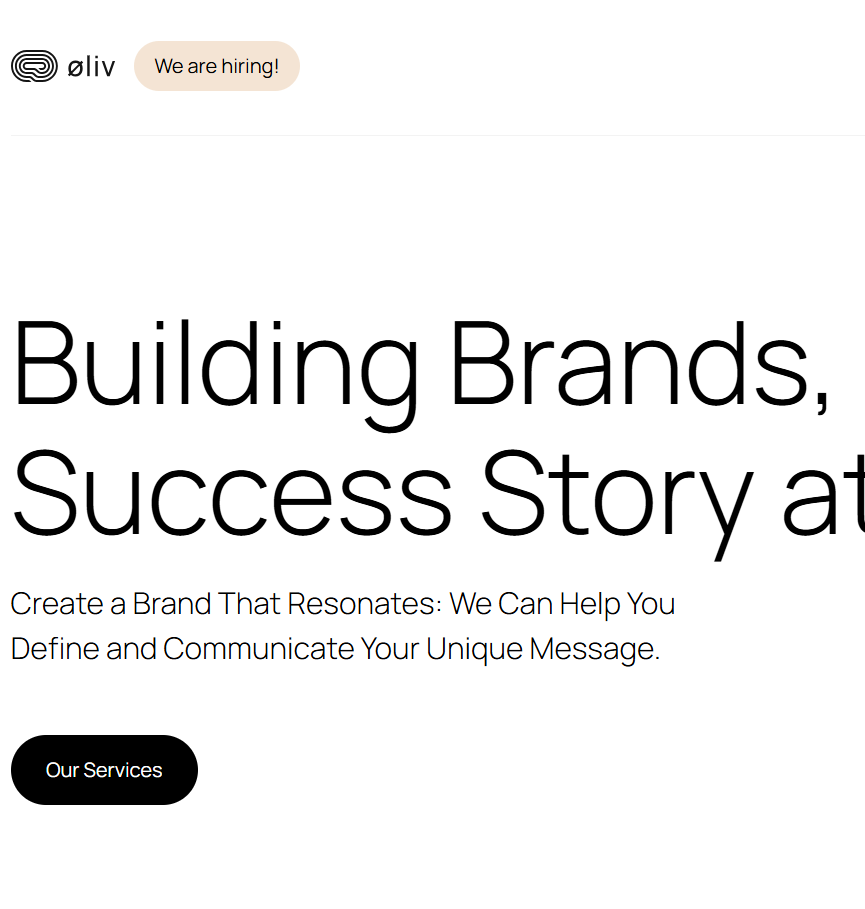 øliv
We are hiring!
Building Brands,
Success Story at
Create a Brand That Resonates: We Can Help You
Define and Communicate Your Unique Message.
Our Services